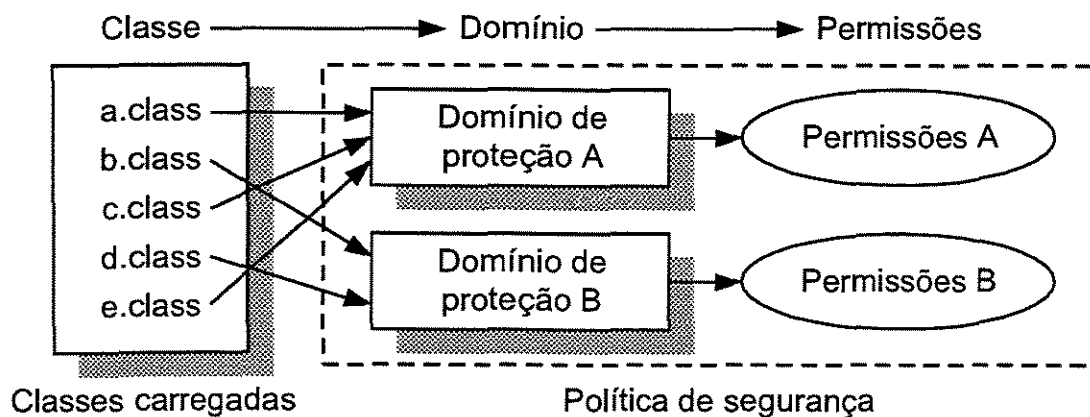 Classe Domínio Permissões
a.class
b.class
c.class
d.class
e.class
Domínio de
proteção A
Permissões A
Domínio de
proteção B
Permissões B
Classes carregadas
Política de segurança